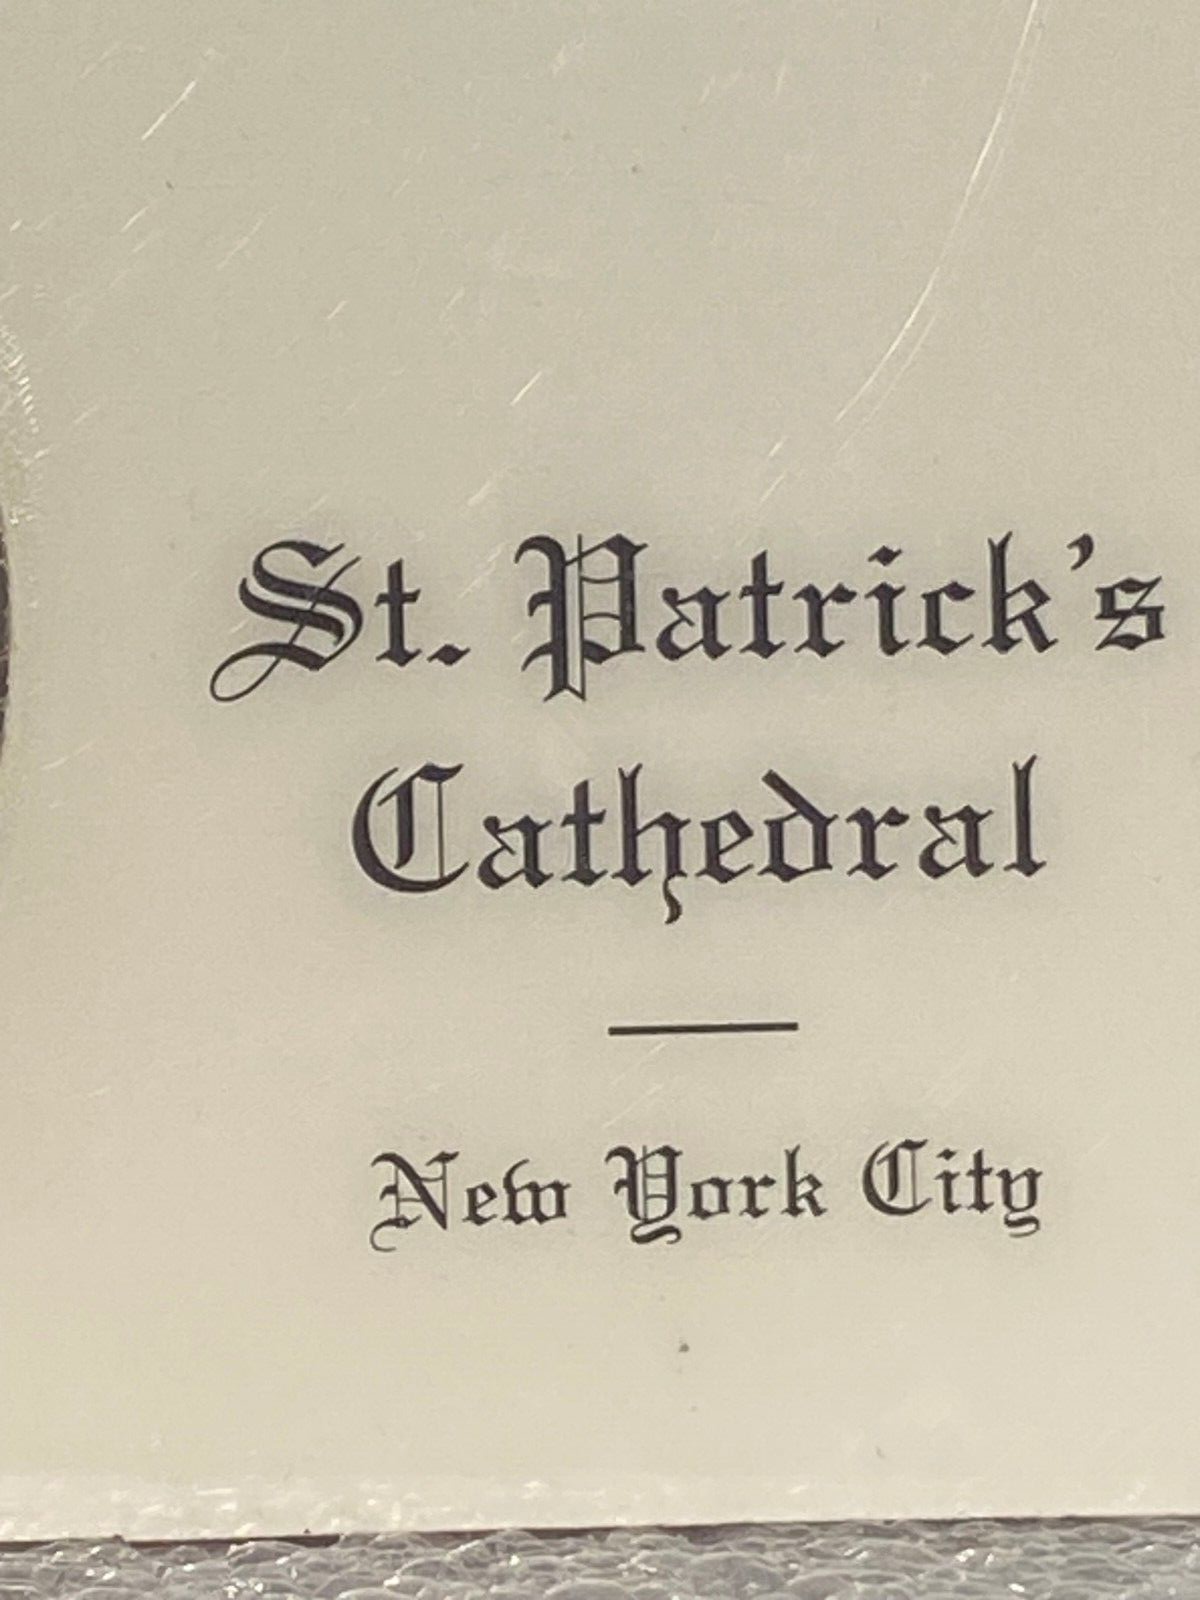 St. Patrick's
Cathedral
New York City